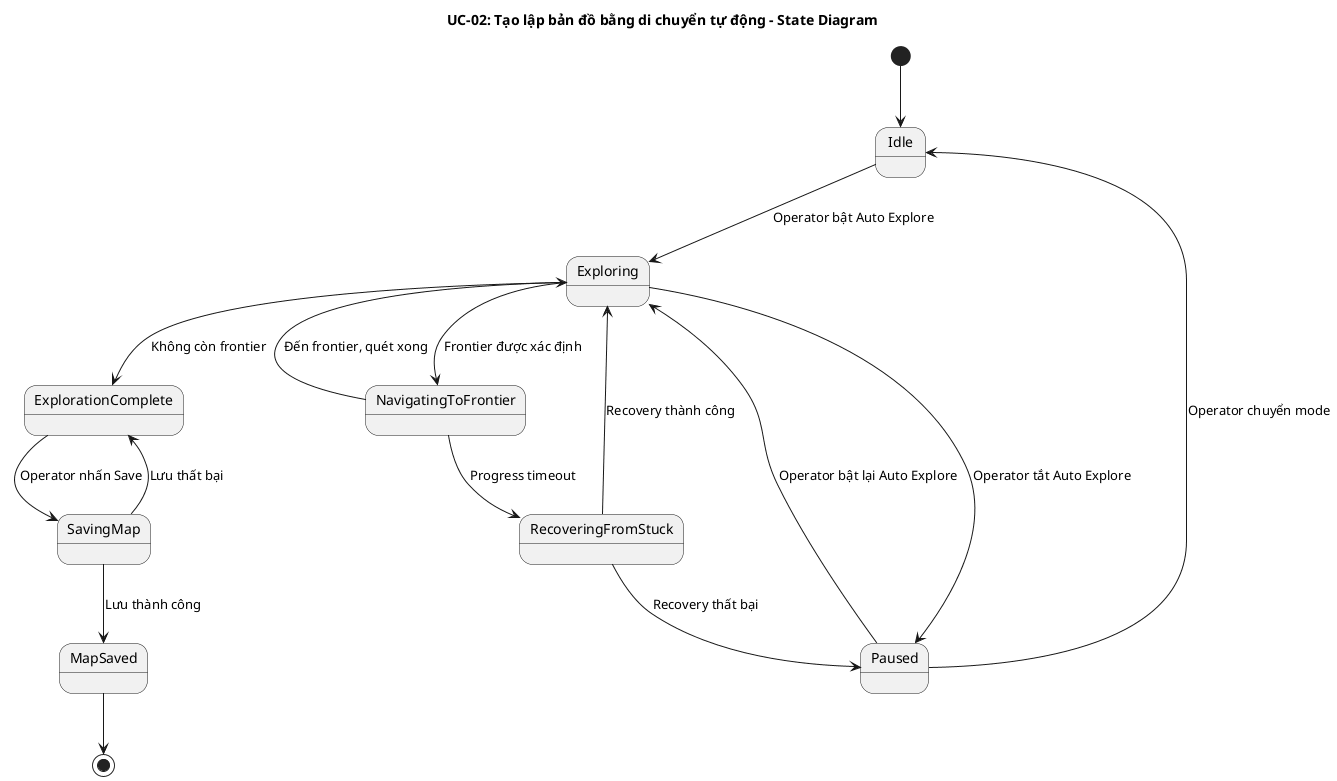 UC-02: Tạo lập bản đồ bằng di chuyển tự động - State Diagram
Idle
Operator bật Auto Explore
Exploring
Không còn frontier
Đến frontier, quét xong
Frontier được xác định
ExplorationComplete
NavigatingToFrontier
Recovery thành công
Operator chuyển mode
Operator nhấn Save
Lưu thất bại
Progress timeout
Operator bật lại Auto Explore
Operator tắt Auto Explore
SavingMap
RecoveringFromStuck
Lưu thành công
Recovery thất bại
MapSaved
Paused